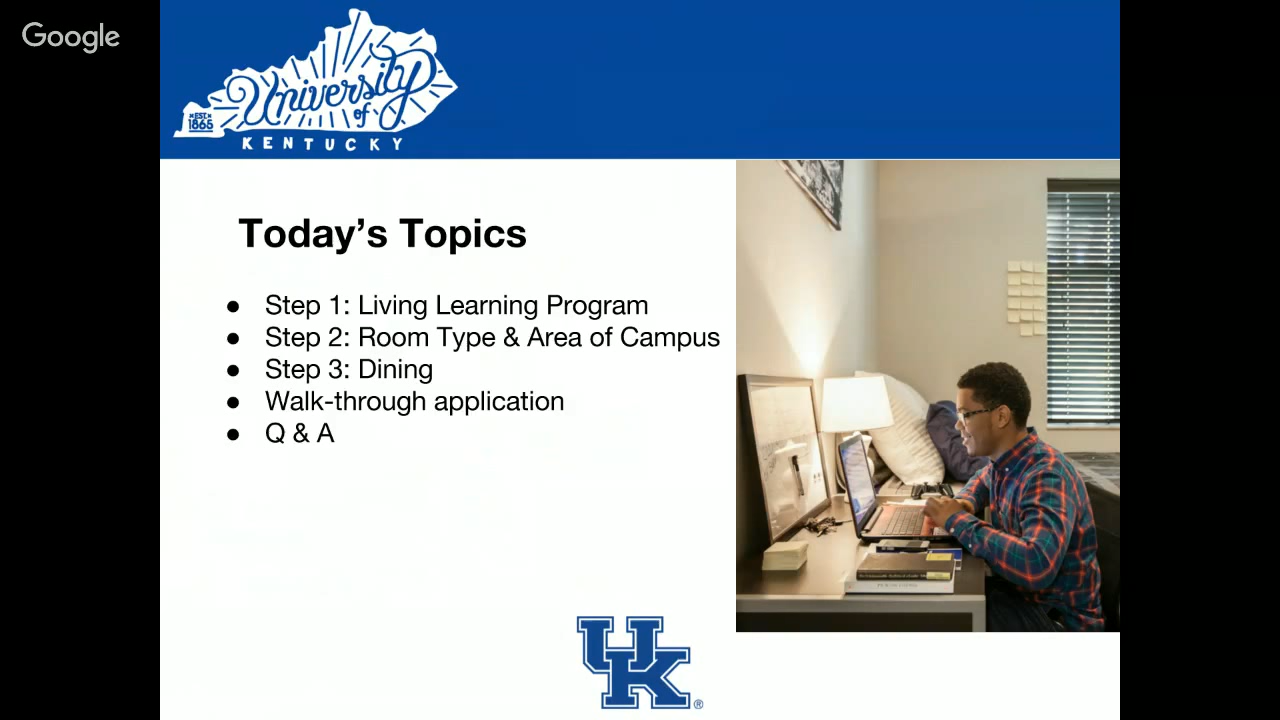 Google
University
of
EST.
1865
KENTUCKY
Today's Topics
● Step 1: Living Learning Program
● Step 2: Room Type & Area of Campus
● Step 3: Dining
● Walk-through application
● Q & A
UK®